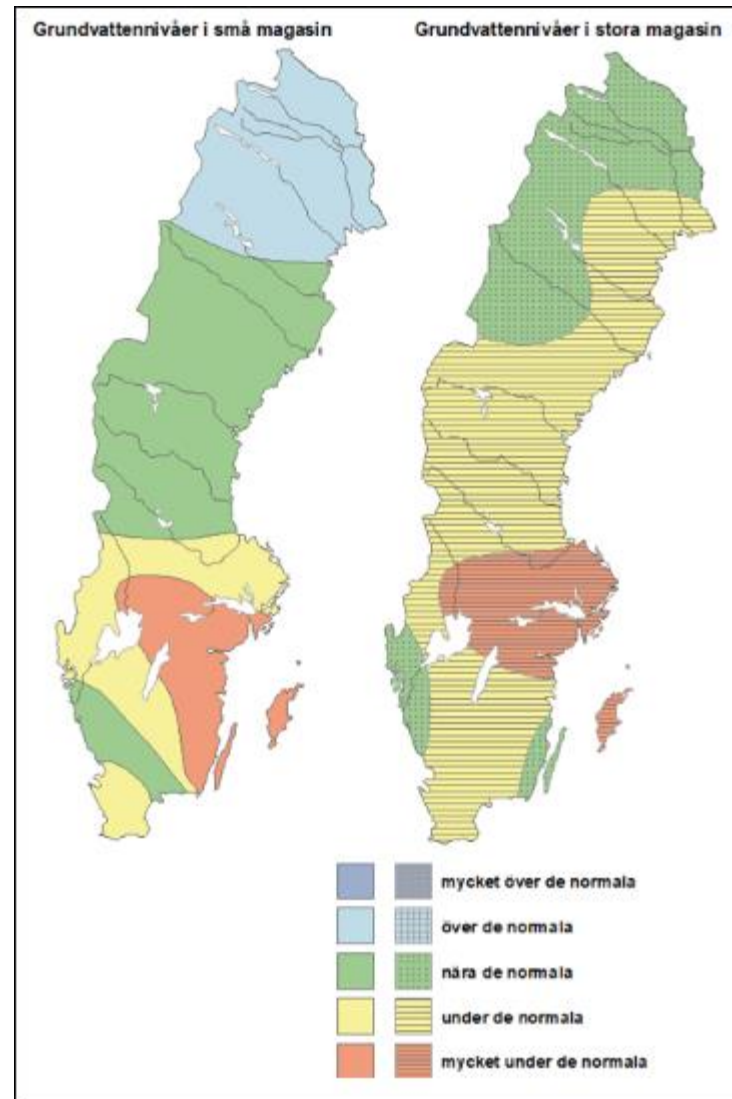 Grundvattennivåer i små magasin
Grundvattennivåer i stora magasin
mycket över de normala
över de normala
nära de normala
under de normala
mycket under de normala